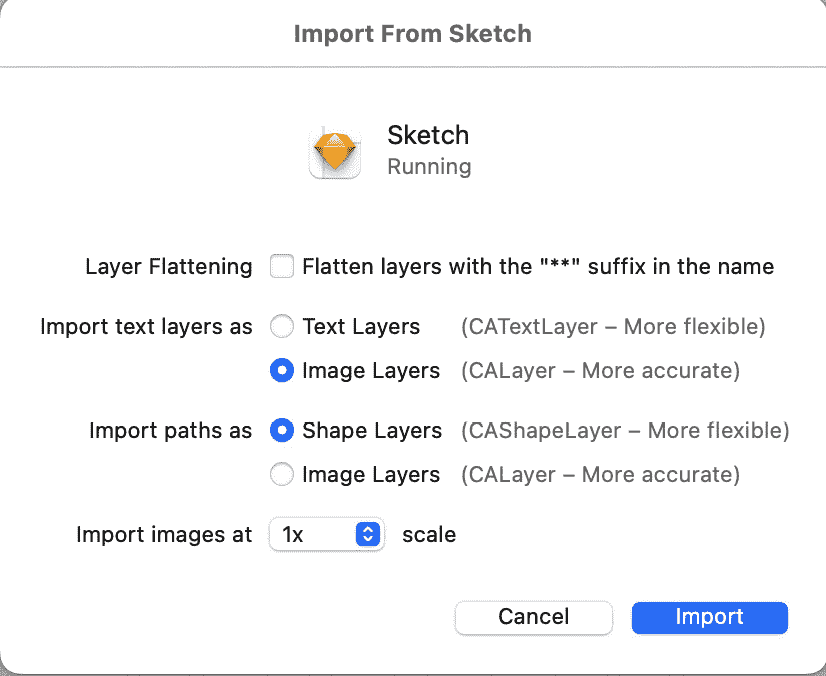 Import From Sketch
Sketch
Running
Layer Flattening Flatten layers with the "**" suffix in the name
Import text layers as Text Layers (CATextLayer – More flexible)
Image Layers (CALayer – More accurate)
Import paths as Shape Layers (CAShapeLayer – More flexible)
Image Layers (CALayer – More accurate)
Import images at 1x scale
Cancel Import